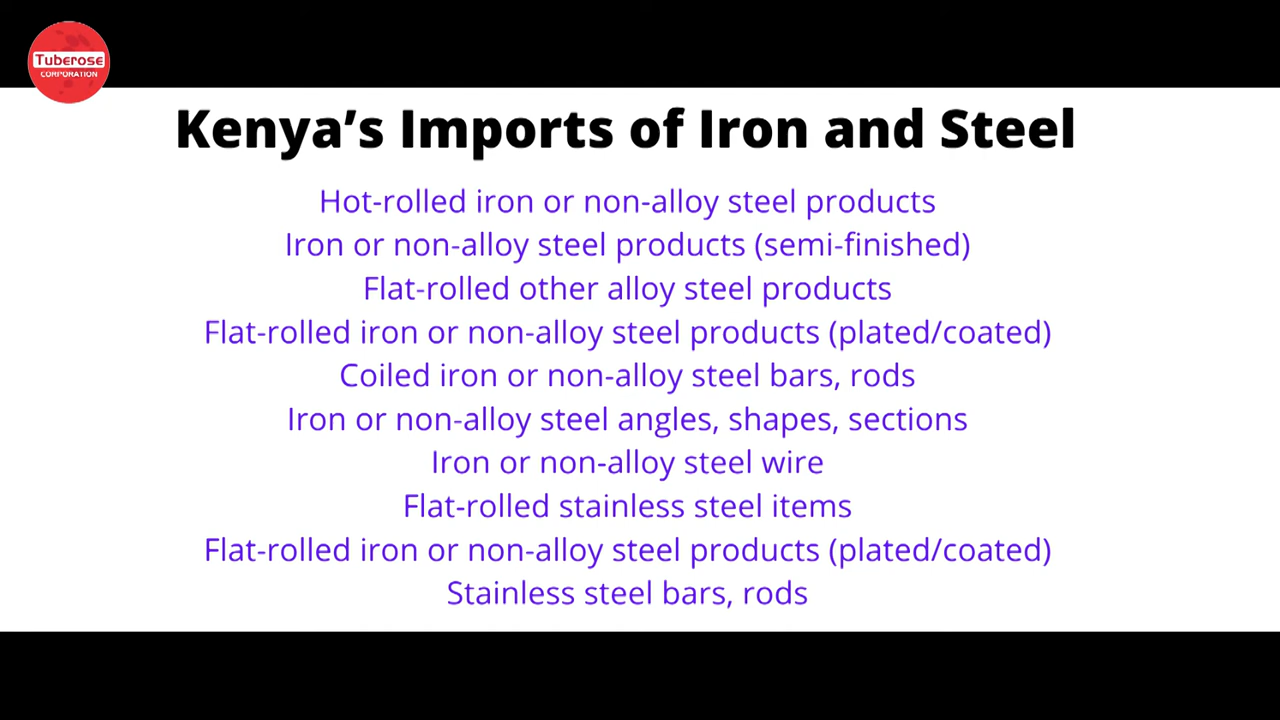 Tuberose
CORPORATION
Kenya’s Imports of Iron and Steel
Hot-rolled iron or non-alloy steel products
Iron or non-alloy steel products (semi-finished)
Flat-rolled other alloy steel products
Flat-rolled iron or non-alloy steel products (plated/coated)
Coiled iron or non-alloy steel bars, rods
Iron or non-alloy steel angles, shapes, sections
Iron or non-alloy steel wire
Flat-rolled stainless steel items
Flat-rolled iron or non-alloy steel products (plated/coated)
Stainless steel bars, rods